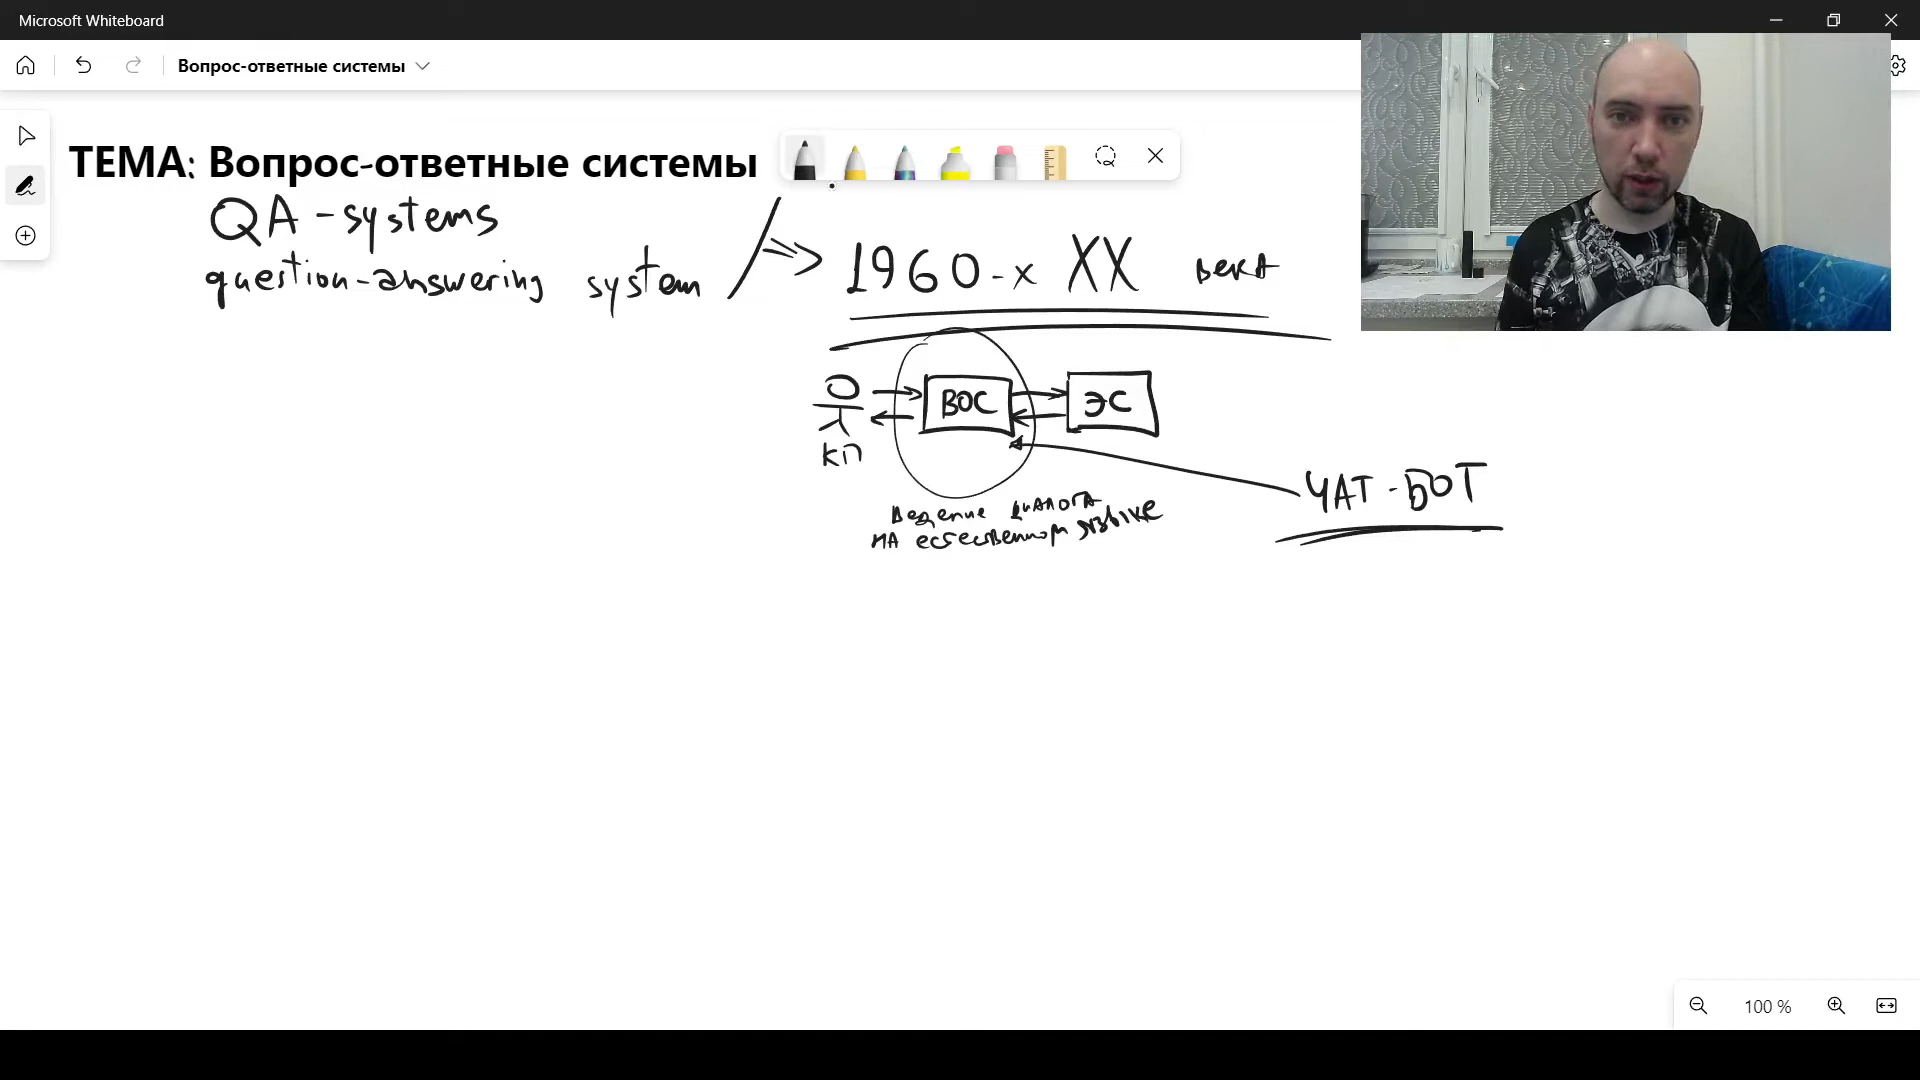 Microsoft Whiteboard
Вопрос-ответные системы
ТЕМА: Вопрос-ответные системы
QA - systems
question-answering system
1960-х XX века
ВОС
ЭС
КП
Ведение диалога
на естественном языке
ЧАТ-БОТ
100 %